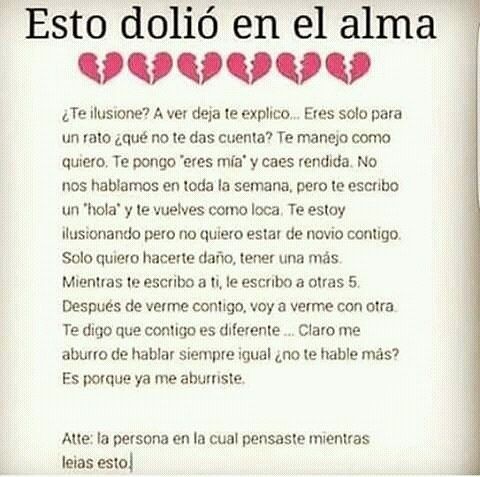 Esto dolió en el alma
💔💔💔💔💔💔
¿Te ilusione? A ver deja te explico... Eres solo para
un rato ¿qué no te das cuenta? Te manejo como
quiero. Te pongo "eres mía" y caes rendida. No
nos hablamos en toda la semana, pero te escribo
un "hola" y te vuelves como loca. Te estoy
ilusionando pero no quiero estar de novio contigo.
Solo quiero hacerte daño, tener una más.
Mientras te escribo a ti, le escribo a otras 5.
Después de verme contigo, voy a verme con otra.
Te digo que contigo es diferente ... Claro me
aburro de hablar siempre igual ¿no te hable más?
Es porque ya me aburriste.
Atte: la persona en la cual pensaste mientras
leias esto.